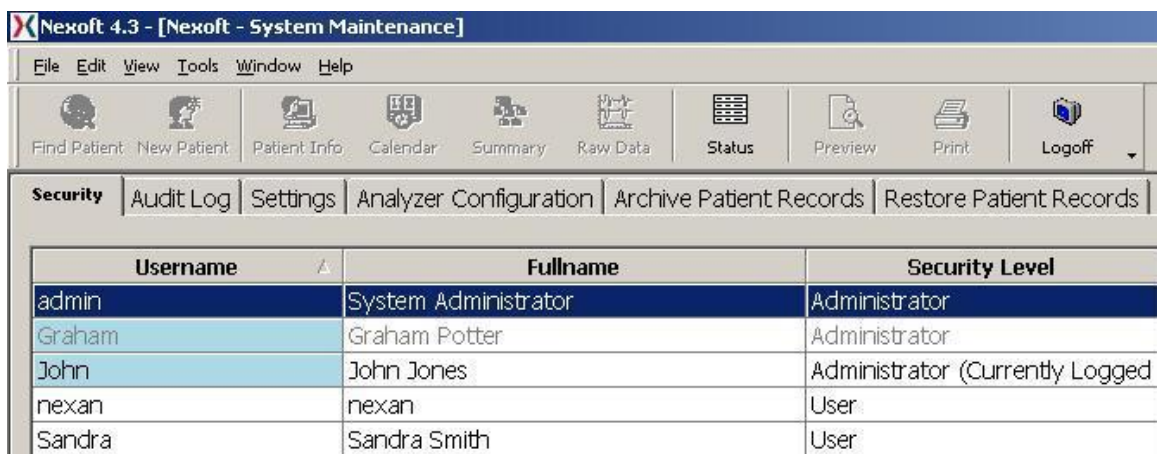 Nexoft 4.3 - [Nexoft - System Maintenance]
File Edit View Tools Window Help
Find Patient New Patient Patient Info Calendar Summary Raw Data Status Preview Print Logoff
Security Audit Log Settings Analyzer Configuration Archive Patient Records Restore Patient Records
Username Fullname Security Level
admin System Administrator Administrator
Graham Graham Potter Administrator
John John Jones Administrator (Currently Logged
nexan nexan User
Sandra Sandra Smith User